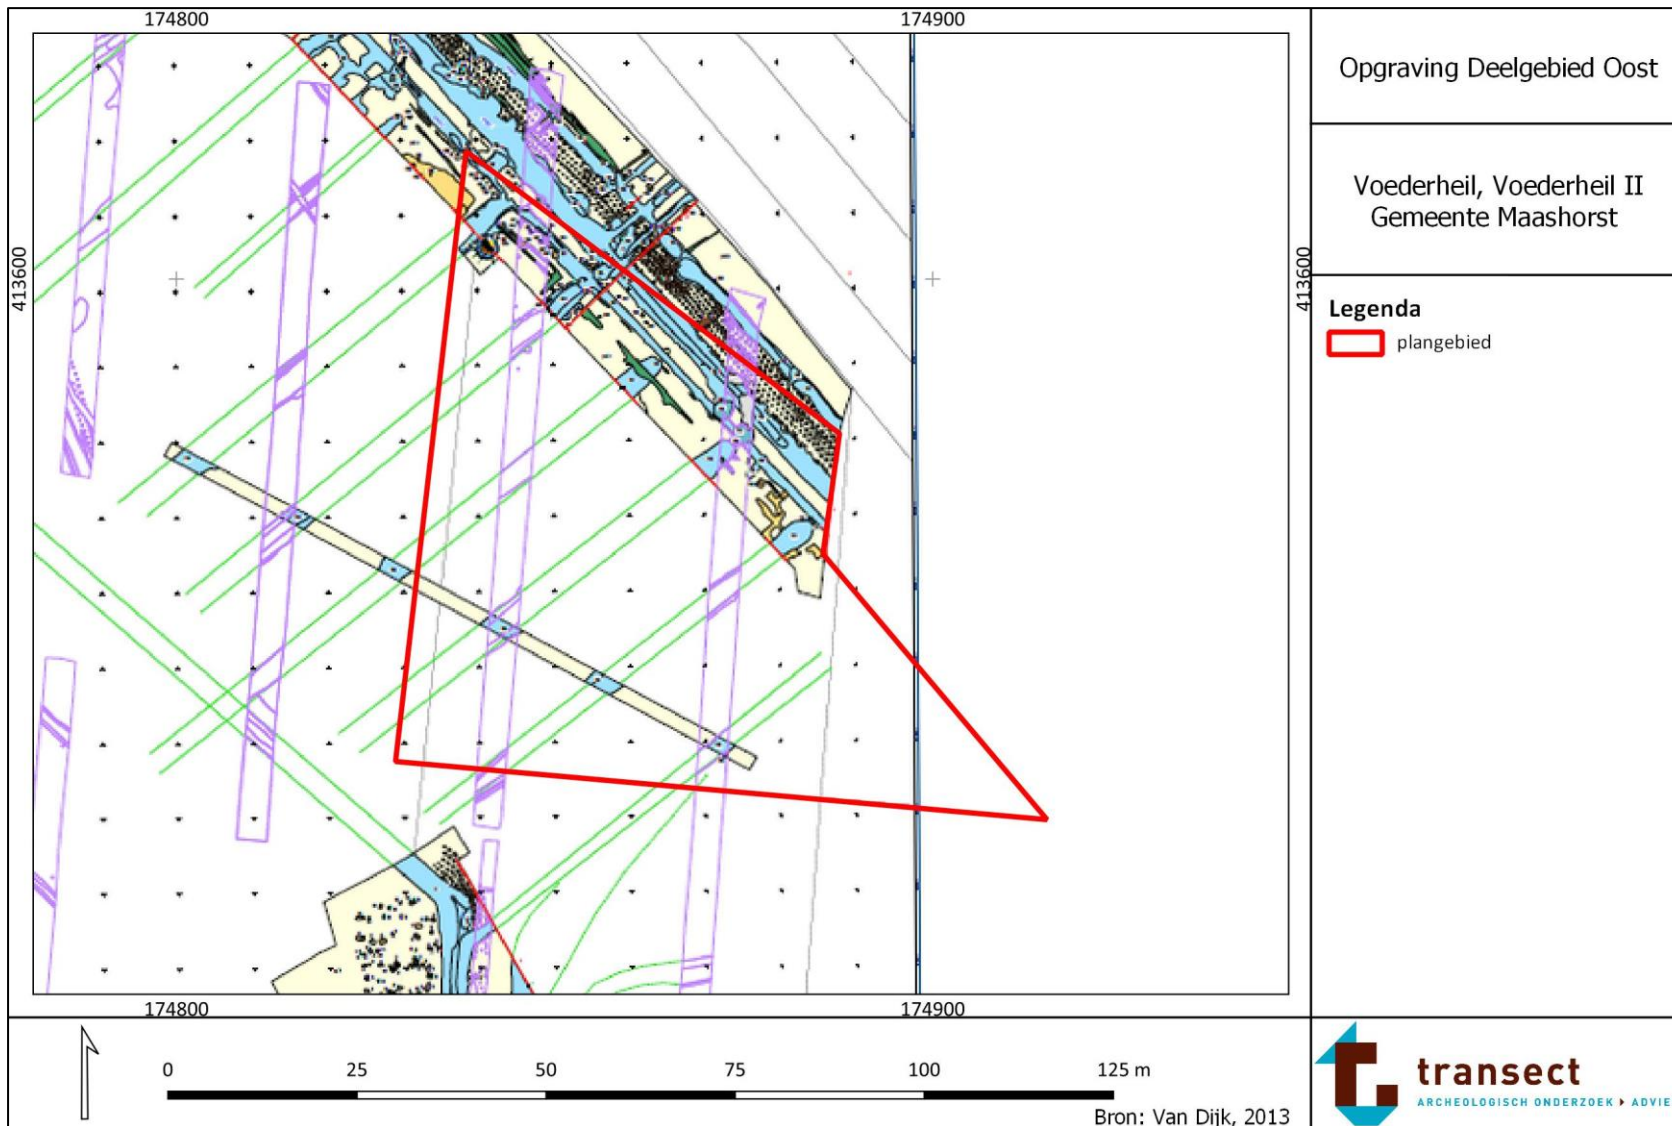 174800
174900
413600
413600
174800
174900
Opgraving Deelgebied Oost
Voederheil, Voederheil II
Gemeente Maashorst
Legenda
plangebied
0
25
50
75
100
125 m
Bron: Van Dijk, 2013
transect
ARCHEOLOGISCH ONDERZOEK ▸ ADVIE